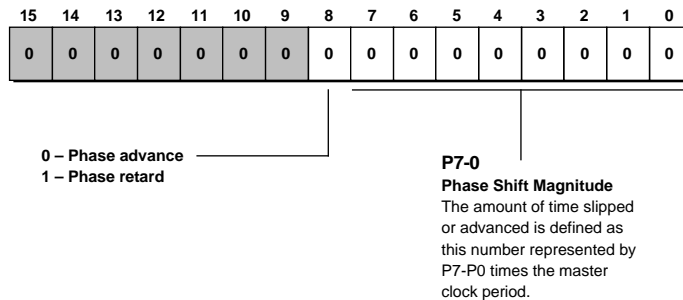 15 14 13 12 11 10 9 8 7 6 5 4 3 2 1 0
0 0 0 0 0 0 0 0 0 0 0 0 0 0 0 0
0 – Phase advance
1 – Phase retard
P7-0
Phase Shift Magnitude
The amount of time slipped
or advanced is defined as
this number represented by
P7-P0 times the master
clock period.